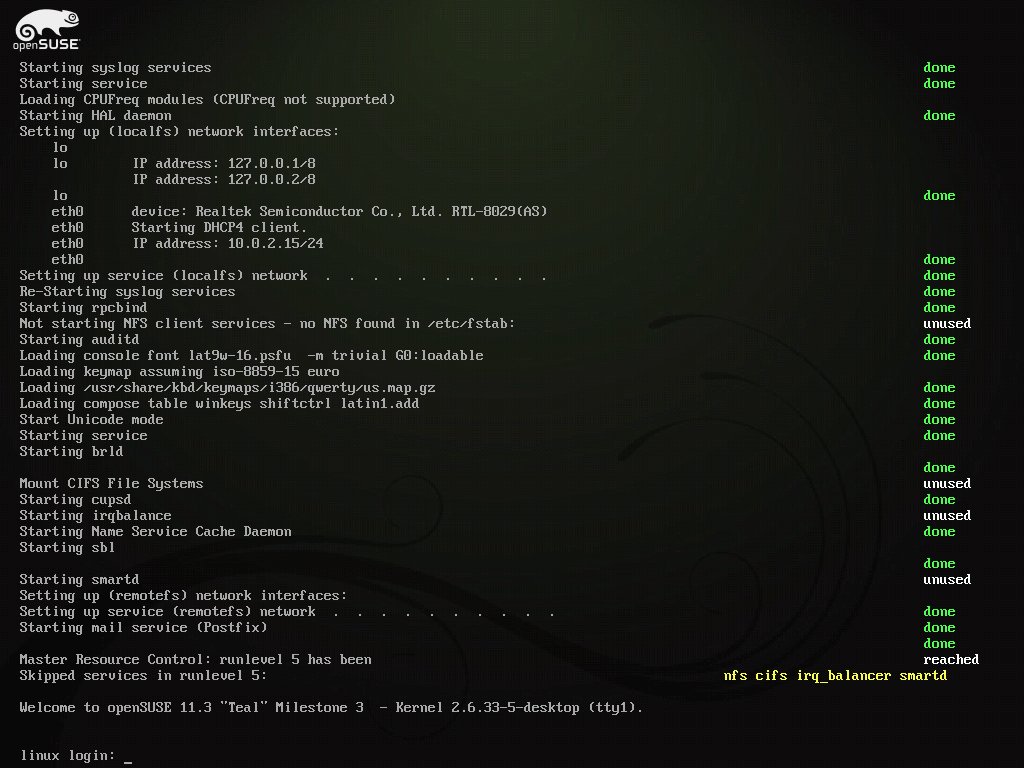 openSUSE
Starting syslog services done
Starting service done
Loading CPUFreq modules (CPUFreq not supported)
Starting HAL daemon done
Setting up (localfs) network interfaces:
lo
lo IP address: 127.0.0.1/8
IP address: 127.0.0.2/8
lo done
eth0 device: Realtek Semiconductor Co., Ltd. RTL-8029(AS)
eth0 Starting DHCP4 client.
eth0 IP address: 10.0.2.15/24
eth0 done
Setting up service (localfs) network . . . . . . . . . . done
Re-Starting syslog services done
Starting rpcbind done
Not starting NFS client services - no NFS found in /etc/fstab: unused
Starting auditd done
Loading console font lat9w-16.psfu -m trivial G0:loadable done
Loading keymap assuming iso-8859-15 euro
Loading /usr/share/kbd/keymaps/i386/qwerty/us.map.gz done
Loading compose table winkeys shiftctrl latin1.add done
Start Unicode mode done
Starting service done
Starting brld
done
Mount CIFS File Systems unused
Starting cupsd done
Starting irqbalance unused
Starting Name Service Cache Daemon done
Starting sbl
done
Starting smartd unused
Setting up (remotefs) network interfaces:
Setting up service (remotefs) network . . . . . . . . . . done
Starting mail service (Postfix) done
done
Master Resource Control: runlevel 5 has been reached
Skipped services in runlevel 5: nfs cifs irq_balancer smartd
Welcome to openSUSE 11.3 "Teal" Milestone 3 - Kernel 2.6.33-5-desktop (tty1).
linux login: _